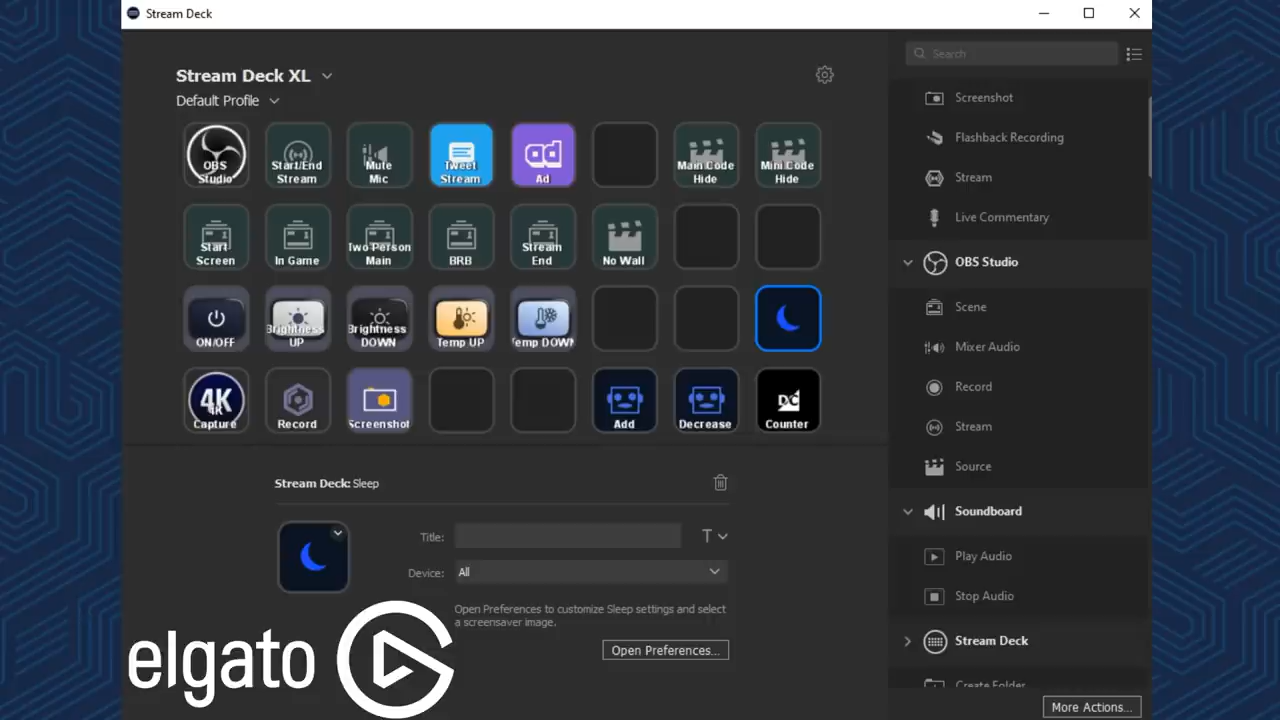 Stream Deck
Stream Deck XL
Default Profile
OBS
Studio
Start/End
Stream
Mute
Mic
Tweet
Stream
Ad
Main Code
Hide
Mini Code
Hide
Start
Screen
In Game
Two Person
Main
BRB
Stream
End
No Wall
ON/OFF
Brightness
UP
Brightness
DOWN
Temp UP
Temp DOWN
4K
4K
Capture
Record
Screenshot
Add
Decrease
DC
Counter
Stream Deck: Sleep
Title:
T
Device:
All
Open Preferences to customize Sleep settings and select
a screensaver image.
Open Preferences...
elgato
Search
Screenshot
Flashback Recording
Stream
Live Commentary
OBS Studio
Scene
Mixer Audio
Record
Stream
Source
Soundboard
Play Audio
Stop Audio
Stream Deck
Create Folder
More Actions...